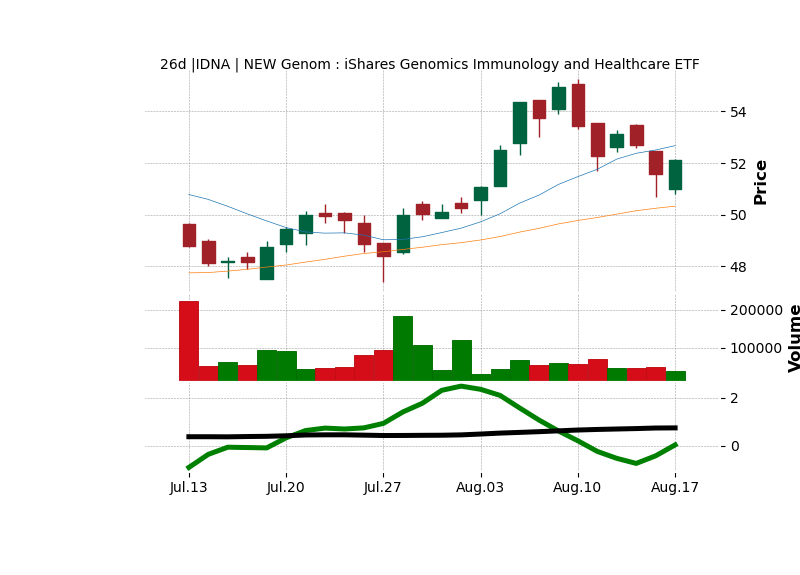 26d |IDNA | NEW Genom : iShares Genomics Immunology and Healthcare ETF
54
52
50
48
Price
200000
100000
Volume
2
0
Jul.13 Jul.20 Jul.27 Aug.03 Aug.10 Aug.17